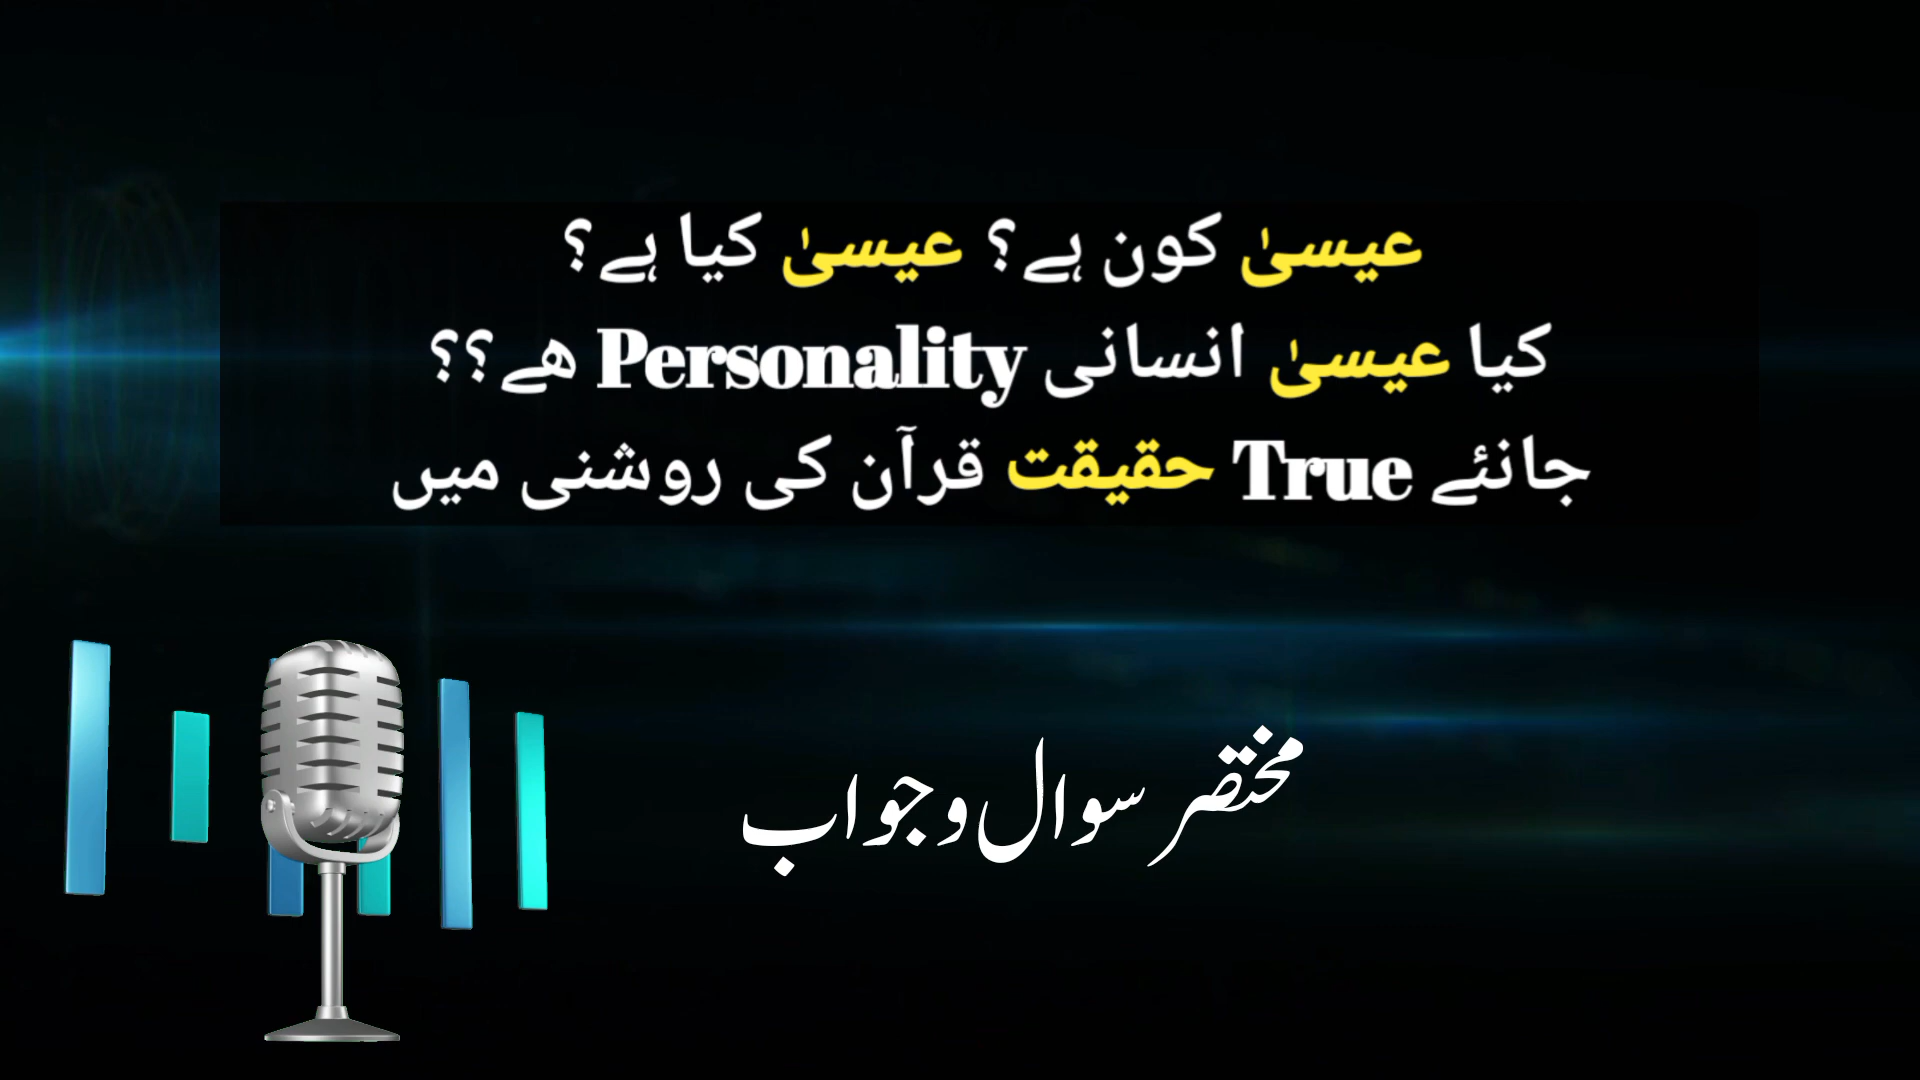 عیسیٰ کون ہے؟ عیسیٰ کیا ہے؟
کیا عیسیٰ انسانی Personality ھے؟؟
جانئے True حقیقت قرآن کی روشنی میں
مختصر سوال و جواب